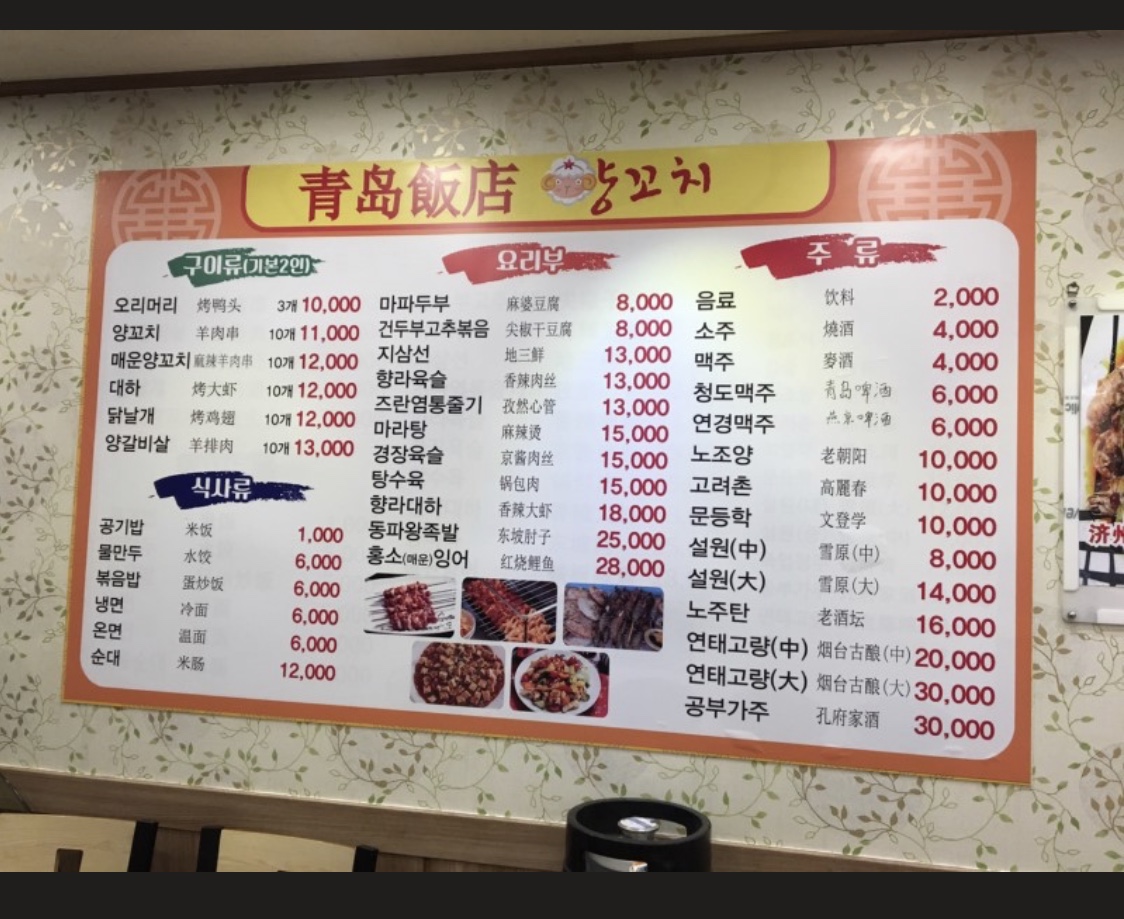 青岛飯店 양꼬치
구이류(기본2인)
오리머리 烤鸭头 3개 10,000
양꼬치 羊肉串 10개 11,000
매운양꼬치 麻辣羊肉串 10개 12,000
대하 烤大虾 10개 12,000
닭날개 烤鸡翅 10개 12,000
양갈비살 羊排肉 10개 13,000
식사류
공기밥 米饭 1,000
물만두 水饺 6,000
볶음밥 蛋炒饭 6,000
냉면 冷面 6,000
온면 温面 6,000
순대 米肠 12,000
요리부
마파두부 麻婆豆腐 8,000
건두부고추볶음 尖椒干豆腐 8,000
지삼선 地三鲜 13,000
향라육슬 香辣肉丝 13,000
즈란염통줄기 孜然心管 13,000
마라탕 麻辣烫 15,000
경장육슬 京酱肉丝 15,000
탕수육 锅包肉 15,000
향라대하 香辣大虾 18,000
동파왕족발 东坡肘子 25,000
홍소(매운)잉어 红烧鲤鱼 28,000
주 류
음료 饮料 2,000
소주 燒酒 4,000
맥주 麥酒 4,000
청도맥주 青岛啤酒 6,000
연경맥주 燕京啤酒 6,000
노조양 老朝阳 10,000
고려촌 高麗春 10,000
문등학 文登学 10,000
설원(中) 雪原(中) 8,000
설원(大) 雪原(大) 14,000
노주탄 老酒坛 16,000
연태고량(中) 烟台古酿(中) 20,000
연태고량(大) 烟台古酿(大) 30,000
공부가주 孔府家酒 30,000
济州